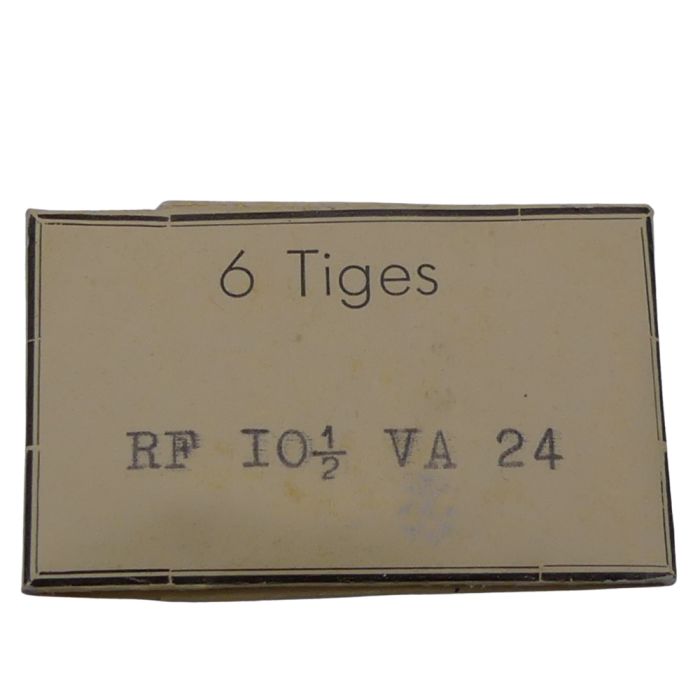 6 Tiges
RF IO½ VA 24